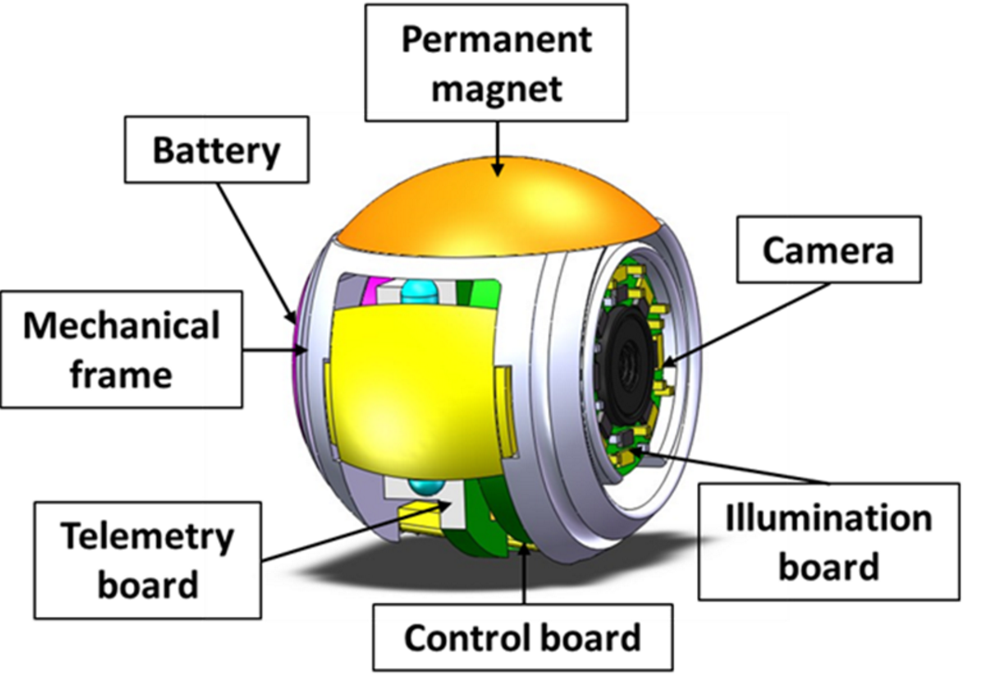 Permanent
magnet
Battery
Camera
Mechanical
frame
Telemetry
board
Illumination
board
Control board